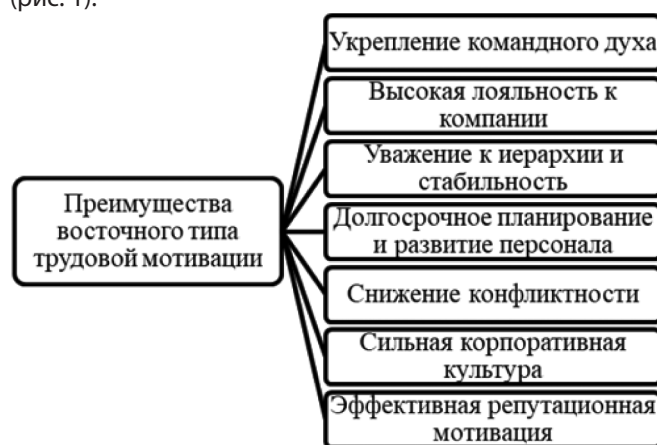 (рис. 1).
Укрепление командного духа
Высокая лояльность к
компании
Уважение к иерархии и
стабильность
Преимущества
восточного типа
трудовой мотивации
Долгосрочное планирование
и развитие персонала
Снижение конфликтности
Сильная корпоративная
культура
Эффективная репутационная
мотивация